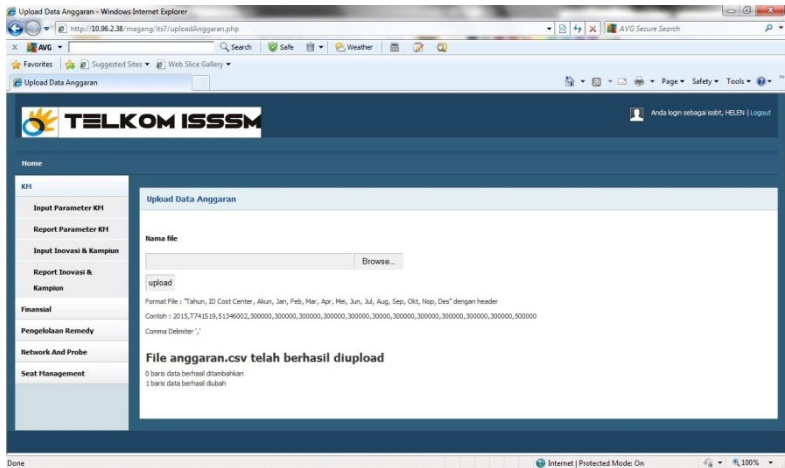 Upload Data Anggaran - Windows Internet Explorer
http://10.96.2.38/magang/its7/uploadAnggaran.php
AVG Secure Search
AVG
Search
Safe
Weather
Favorites
Suggested Sites
Web Slice Gallery
Upload Data Anggaran
Page Safety Tools
TELKOM ISSSM
Anda login sebagai issbt, HELEN | Logout
Home
KM
Input Parameter KM
Report Parameter KM
Input Inovasi & Kampiun
Report Inovasi &
Kampiun
Finansial
Pengelolaan Remedy
Network And Probe
Seat Management
Upload Data Anggaran
Nama file
Browse...
upload
Format File : "Tahun, ID Cost Center, Akun, Jan, Feb, Mar, Apr, Mei, Jun, Jul, Aug, Sep, Okt, Nop, Des" dengan header
Contoh : 2015,T741S19,51346002,300000,300000,300000,300000,300000,30000,300000,300000,300000,300000,300000,500000
Comma Delimiter ','
File anggaran.csv telah berhasil diupload
0 baris data berhasil ditambahkan
1 baris data berhasil diubah
Done
Internet | Protected Mode: On
100%